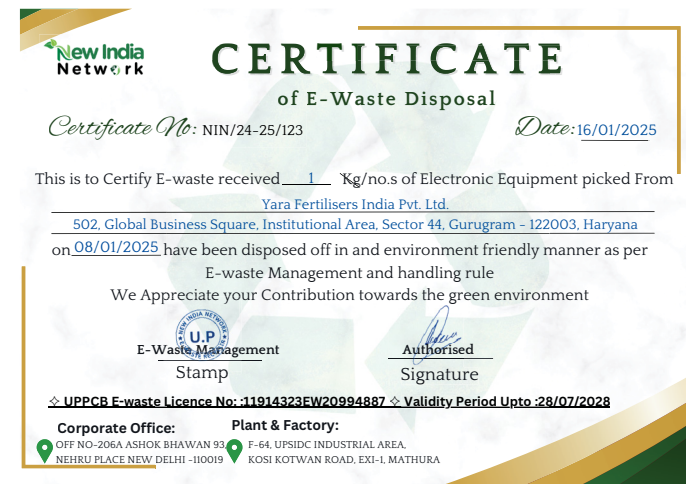 New India
Network
CERTIFICATE
of E-Waste Disposal
Certificate No: NIN/24-25/123
Date: 16/01/2025
This is to Certify E-waste received 1 Kg/no.s of Electronic Equipment picked From
Yara Fertilisers India Pvt. Ltd.
502, Global Business Square, Institutional Area, Sector 44, Gurugram - 122003, Haryana
on 08/01/2025 have been disposed off in and environment friendly manner as per
E-waste Management and handling rule
We Appreciate your Contribution towards the green environment
NEW INDIA NETWORK
U.P
E-Waste Management
Stamp
Authorised
Signature
✧ UPPCB E-waste Licence No: :11914323EW20994887 ✧ Validity Period Upto :28/07/2028
Corporate Office:
OFF NO-206A ASHOK BHAWAN 93,
NEHRU PLACE NEW DELHI -110019
Plant & Factory:
F-64, UPSIDC INDUSTRIAL AREA,
KOSI KOTWAN ROAD, EXI-1, MATHURA